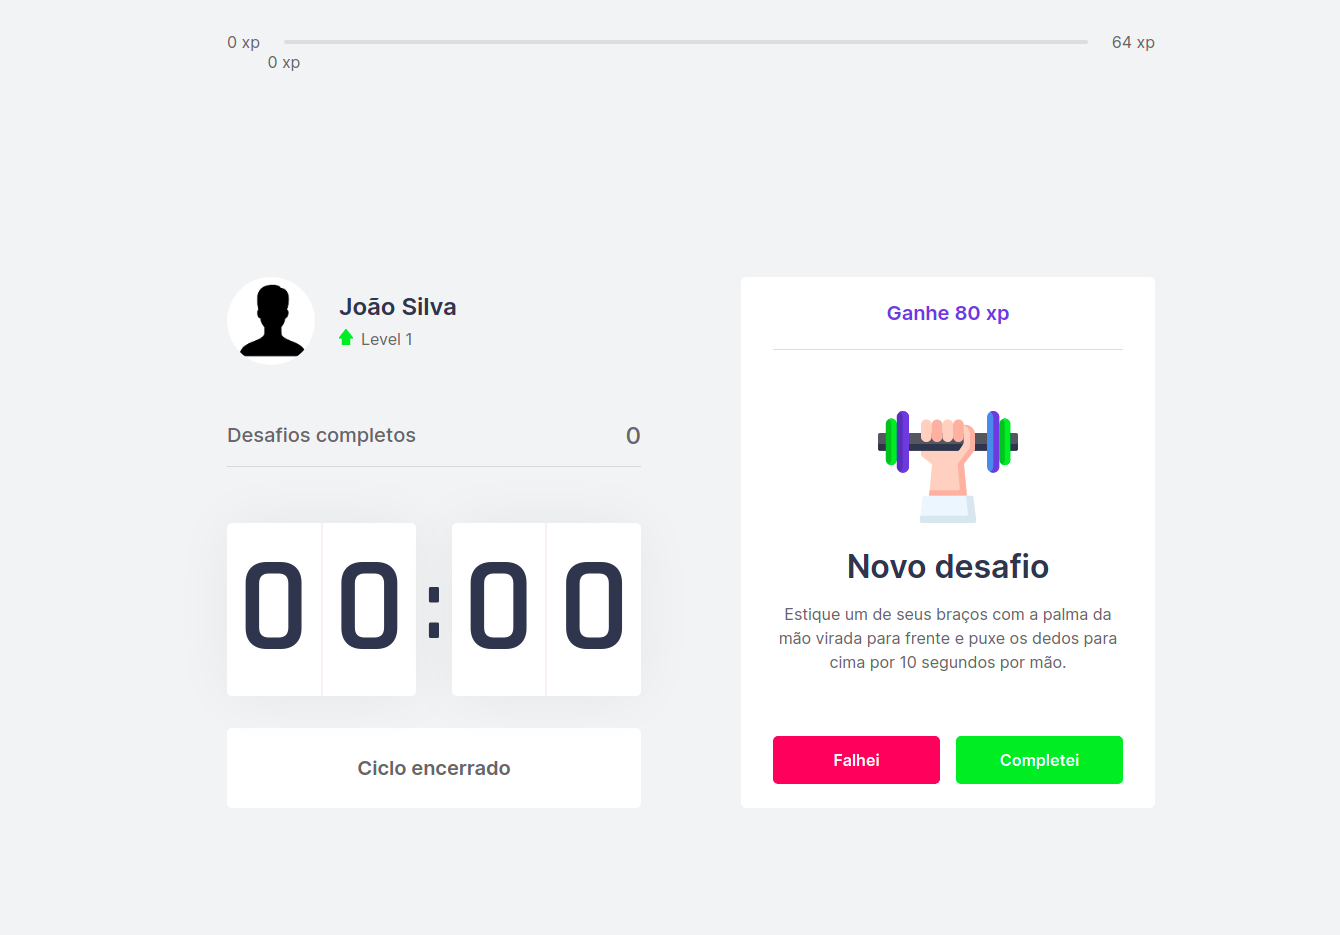 0 xp
64 xp
0 xp
João Silva
Level 1
Desafios completos
0
00:00
Ciclo encerrado
Ganhe 80 xp
Novo desafio
Estique um de seus braços com a palma da
mão virada para frente e puxe os dedos para
cima por 10 segundos por mão.
Falhei
Completei